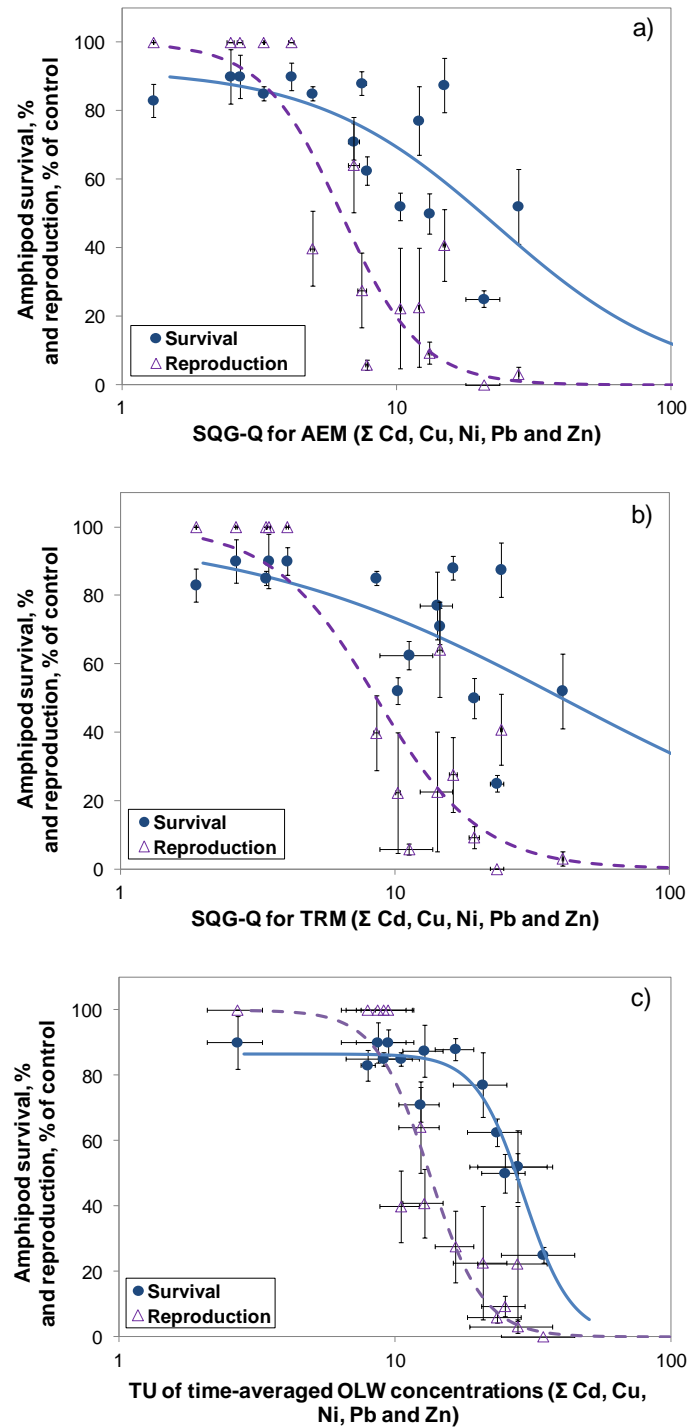 a)
100
80
60
40
20
0
Amphipod survival, %
and reproduction, % of control
Survival
Reproduction
1
10
100
SQG-Q for AEM (Σ Cd, Cu, Ni, Pb and Zn)
b)
100
80
60
40
20
0
Amphipod survival, %
and reproduction, % of control
Survival
Reproduction
1
10
100
SQG-Q for TRM (Σ Cd, Cu, Ni, Pb and Zn)
c)
100
80
60
40
20
0
Amphipod survival, %
and reproduction, % of control
Survival
Reproduction
1
10
100
TU of time-averaged OLW concentrations (Σ Cd, Cu,
Ni, Pb and Zn)